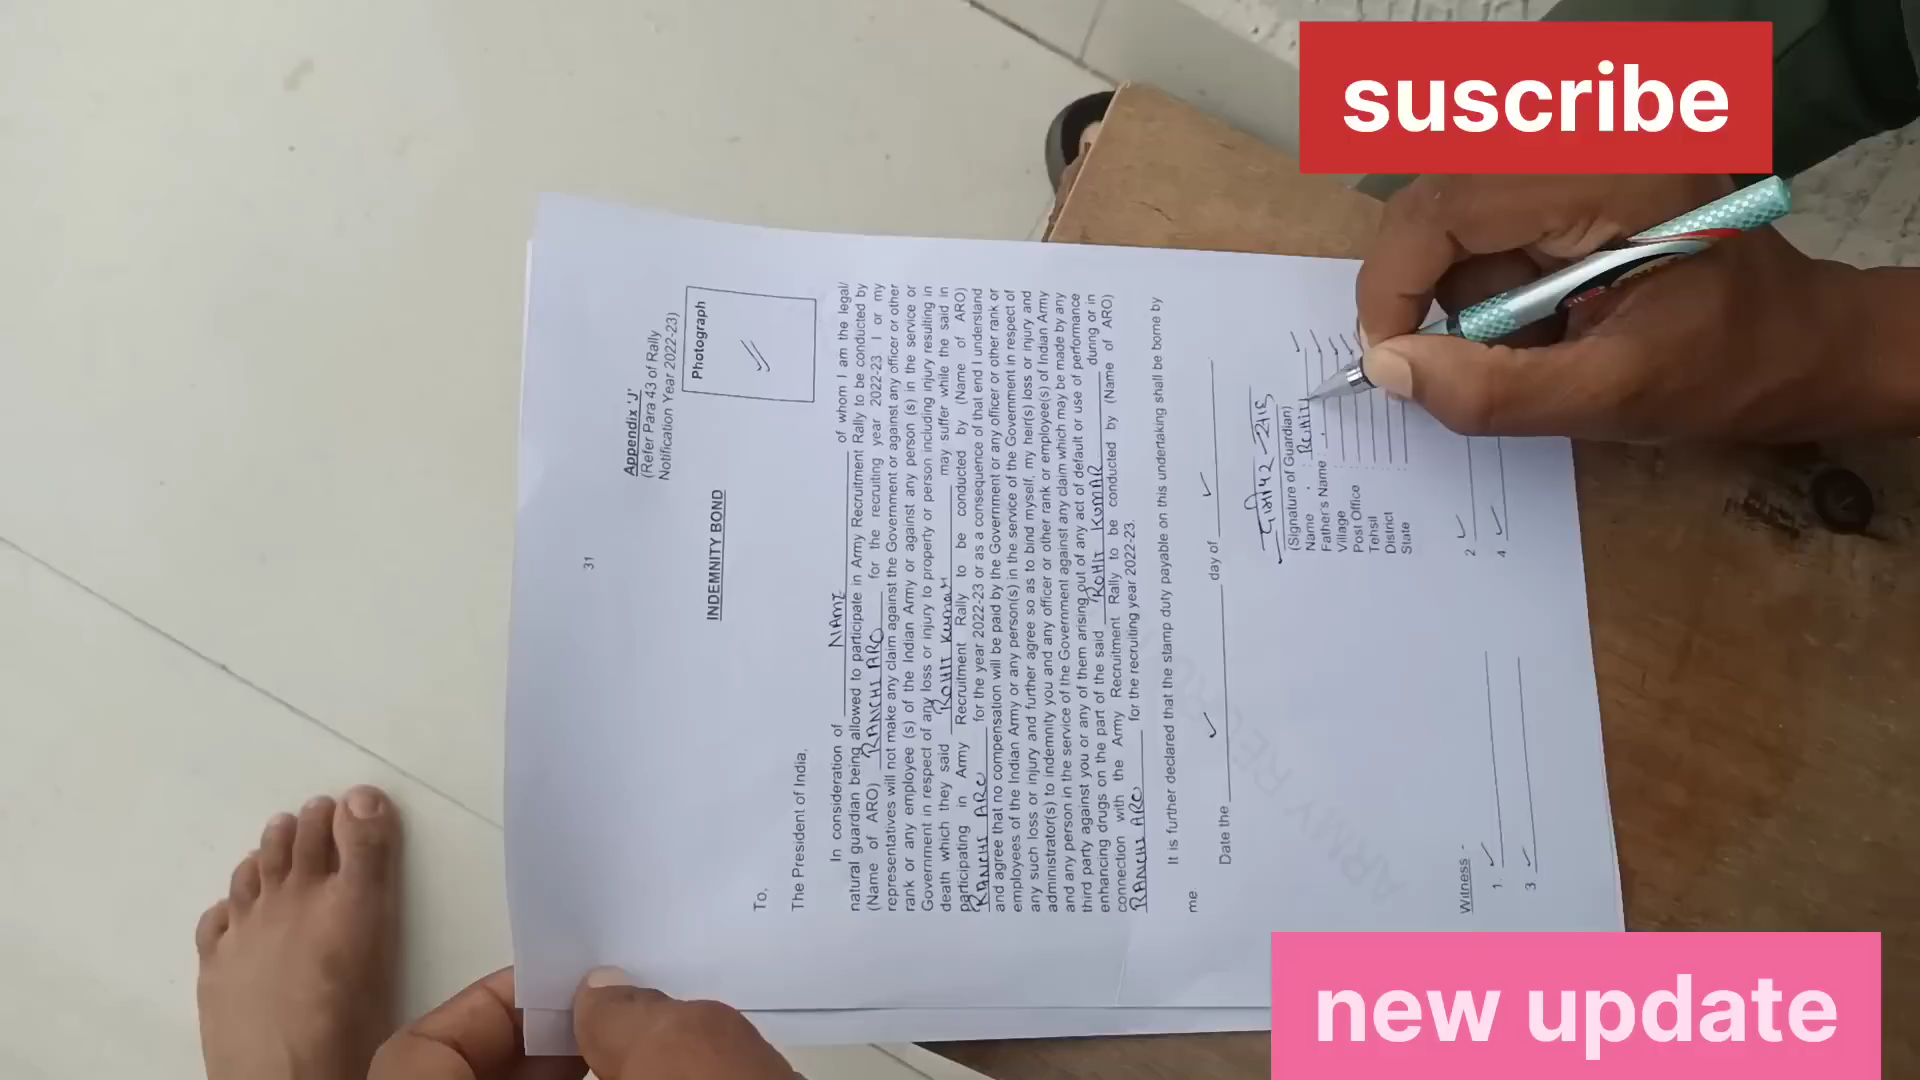 suscribe
31
Appendix 'J'
(Refer Para 43 of Rally
Notification Year 2022-23)
Photograph
INDEMNITY BOND
To,
The President of India,
In consideration of NAME of whom I am the legal/
natural guardian being allowed to participate in Army Recruitment Rally to be conducted by
(Name of ARO) RANCHI ARO for the recruiting year 2022-23 I or my
representatives will not make any claim against the Government or against any officer or other
rank or any employee (s) of the Indian Army or against any person (s) in the service or
Government in respect of any loss or injury to property or person including injury resulting in
death which they said ROHIT Kumar may suffer while the said in
participating in Army Recruitment Rally to be conducted by (Name of ARO)
RANCHI ARO for the year 2022-23 or as a consequence of that end I understand
and agree that no compensation will be paid by the Government or any officer or other rank or
employees of the Indian Army or any person(s) in the service of the Government in respect of
any such loss or injury and further agree so as to bind myself, my heir(s) loss or injury and
administrator(s) to indemnity you and any officer or other rank or employee(s) of Indian Army
and any person in the service of the Government against any claim which may be made by any
third party against you or any of them arising out of any act of default or use of performance
enhancing drugs on the part of the said ROHIT KUMAR during or in
connection with the Army Recruitment Rally to be conducted by (Name of ARO)
RANCHI ARO for the recruiting year 2022-23.
It is further declared that the stamp duty payable on this undertaking shall be borne by
me
Date the day of
(Signature of Guardian)
Name :
Father's Name :
Village :
Post Office :
Tehsil :
District :
State :
Witness -
1. 2
3. 4
ARMY
new update